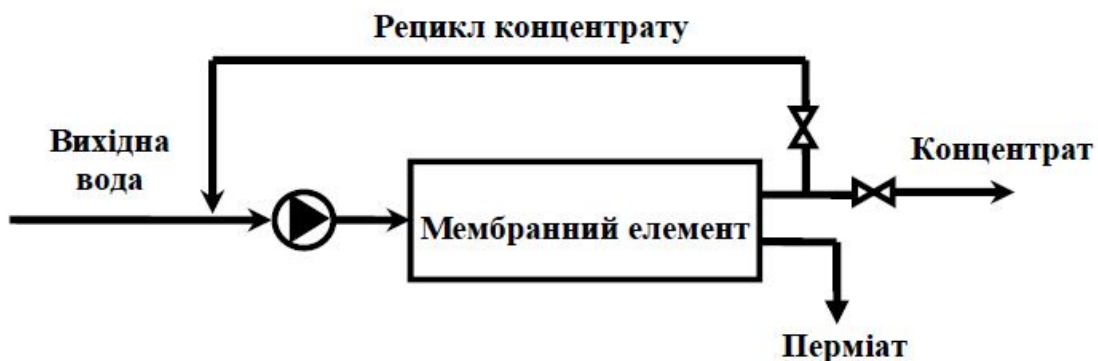 Рецикл концентрату
Вихідна
вода
Концентрат
Мембранний елемент
Перміат